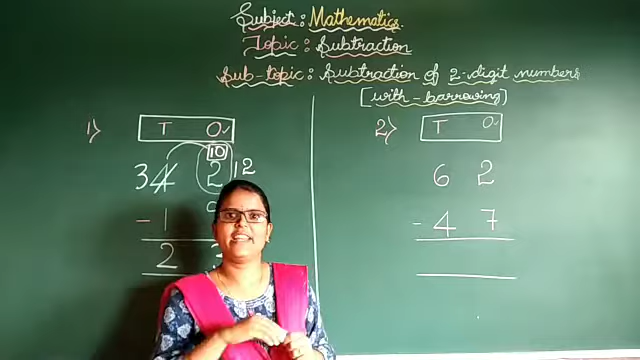 Subject: Mathematics.
Topic: Subtraction
Sub-topic: Subtraction of 2-digit numbers
[with-barrowing]
1) T O
10
3 4 2 12
- 1
2
2) T O
6 2
- 4 7